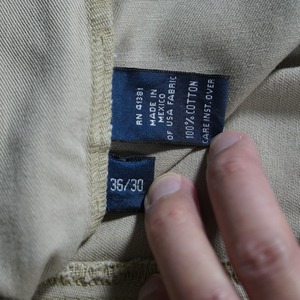 RN 41381
MADE IN
MEXICO
OF USA FABRIC
100% COTTON
CARE INST. OVER
36/30